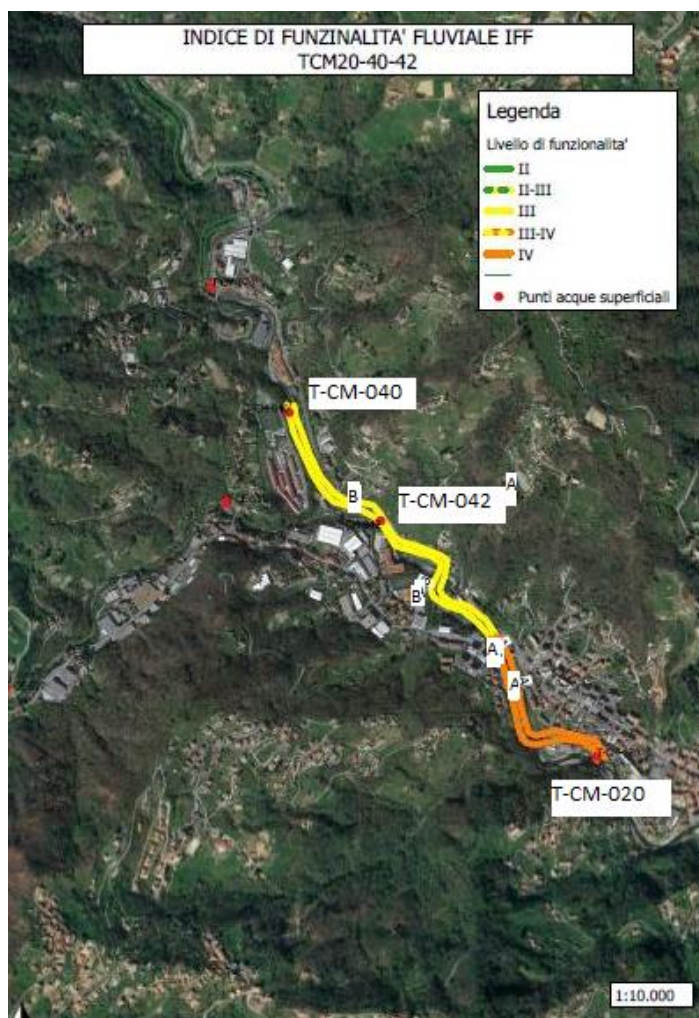 INDICE DI FUNZINALITA' FLUVIALE IFF
TCM20-40-42
Legenda
Livello di funzionalita'
II
II-III
III
III-IV
IV
Punti acque superficiali
T-CM-040
A
B
T-CM-042
B
A
A
T-CM-020
1:10.000